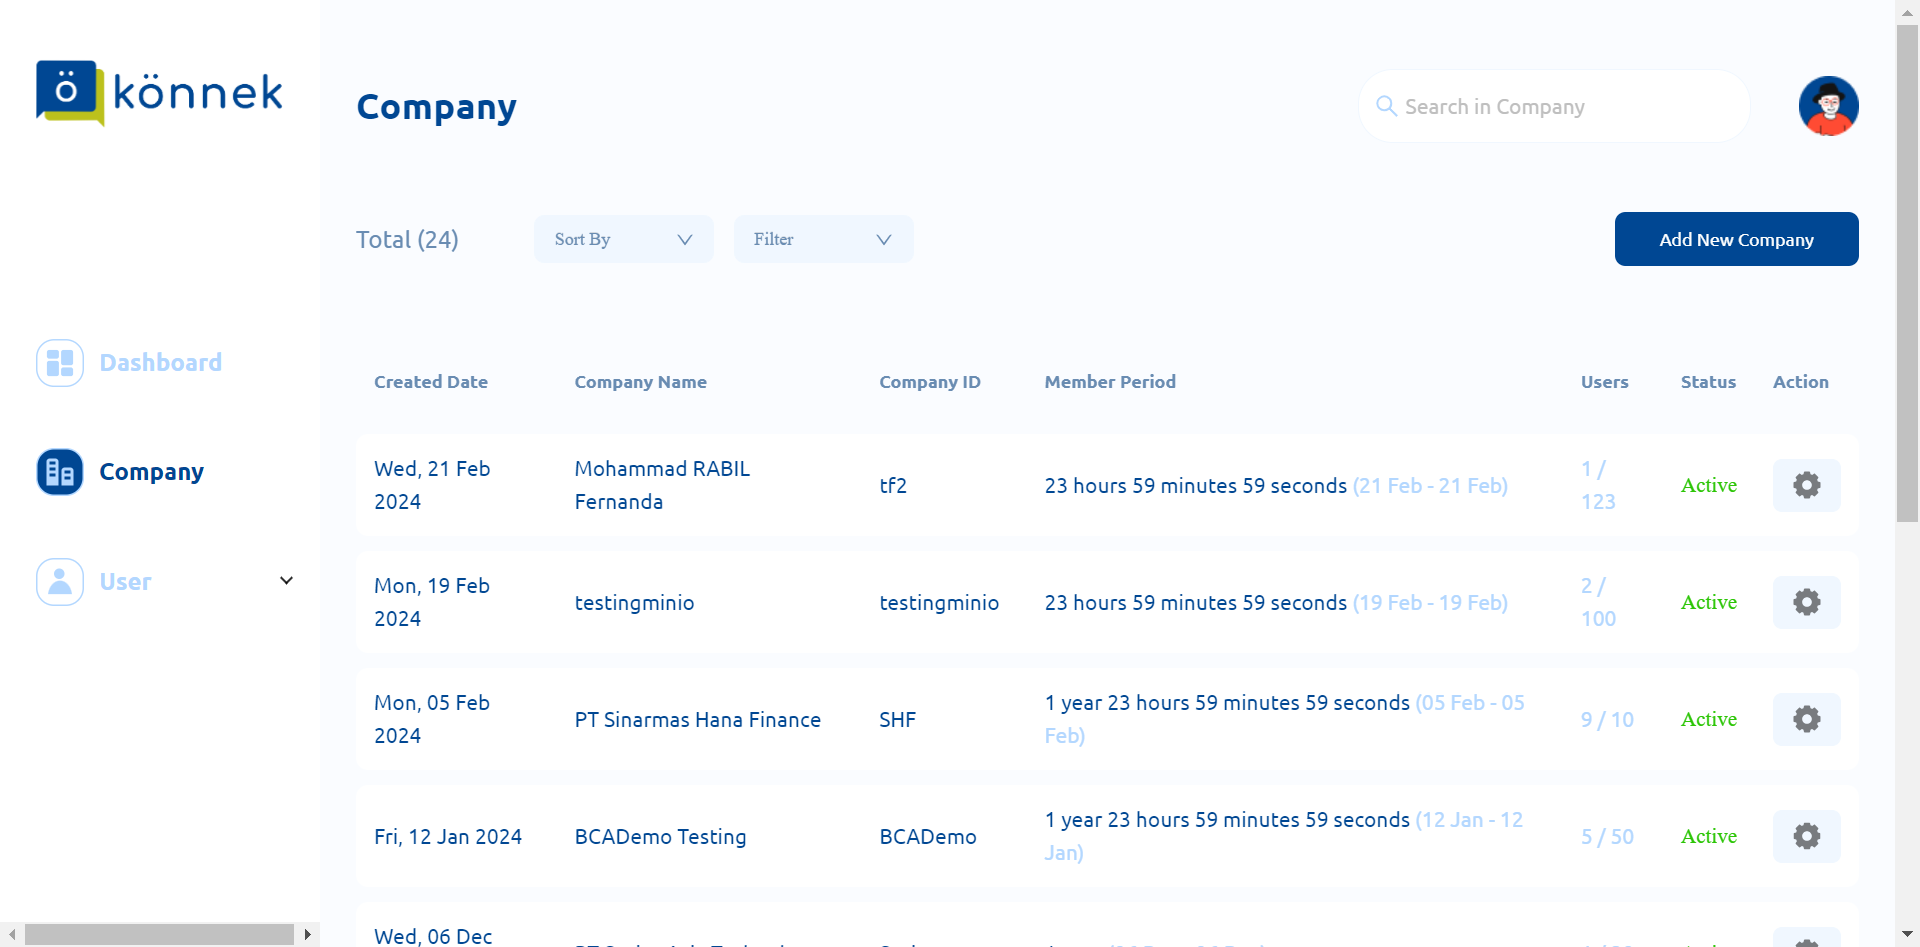 ö könnek
Company
Search in Company
Total (24)
Sort By
Filter
Add New Company
Dashboard
Company
User
Created Date Company Name Company ID Member Period Users Status Action
Wed, 21 Feb
2024
Mohammad RABIL
Fernanda
tf2
23 hours 59 minutes 59 seconds (21 Feb - 21 Feb)
1 /
123
Active
Mon, 19 Feb
2024
testingminio
testingminio
23 hours 59 minutes 59 seconds (19 Feb - 19 Feb)
2 /
100
Active
Mon, 05 Feb
2024
PT Sinarmas Hana Finance
SHF
1 year 23 hours 59 minutes 59 seconds (05 Feb - 05
Feb)
9 / 10
Active
Fri, 12 Jan 2024
BCADemo Testing
BCADemo
1 year 23 hours 59 minutes 59 seconds (12 Jan - 12
Jan)
5 / 50
Active
Wed, 06 Dec